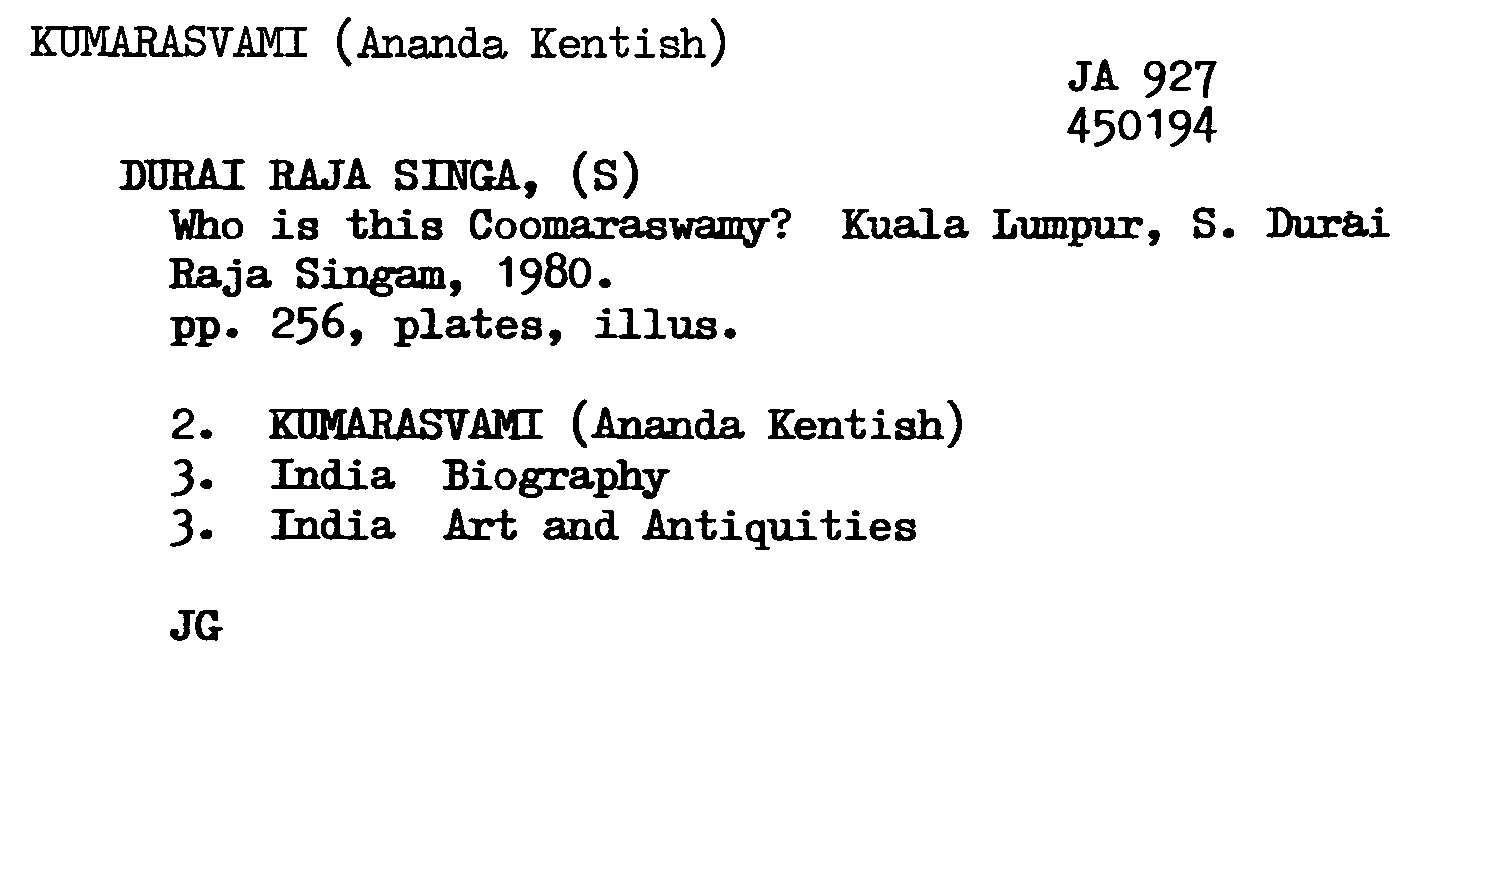 KUMARASVAMI (Ananda Kentish)
JA 927
450194
DURAI RAJA SINGA, (S)
Who is this Coomaraswamy? Kuala Lumpur, S. Durai
Raja Singam, 1980.
pp. 256, plates, illus.
2. KUMARASVAMI (Ananda Kentish)
3. India Biography
3. India Art and Antiquities
JG